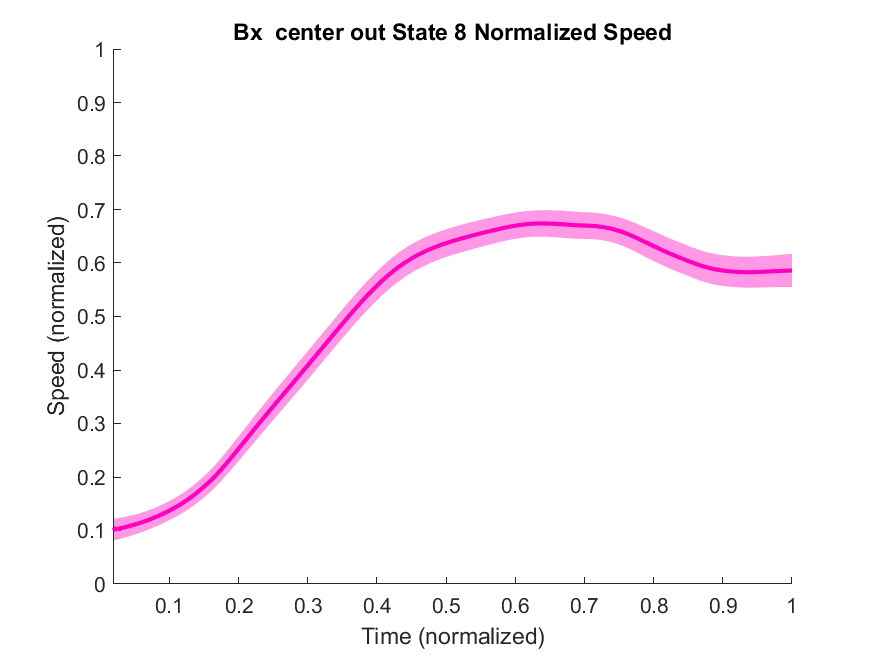 Bx  center out State 8 Normalized Speed
1
0.9
0.8
0.7
0.6
0.5
0.4
0.3
0.2
0.1
0
Speed (normalized)
0.1 0.2 0.3 0.4 0.5 0.6 0.7 0.8 0.9 1
Time (normalized)